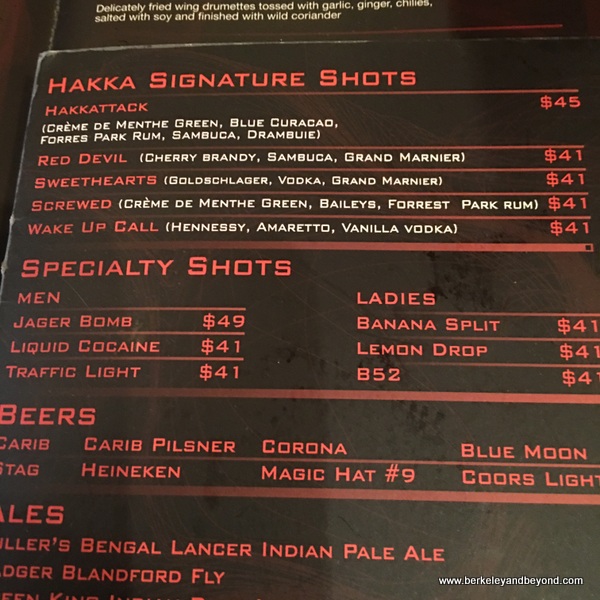 Delicately fried wing drumettes tossed with garlic, ginger, chilies,
salted with soy and finished with wild coriander
Hakka Signature Shots
Hakkattack $45
(Crème de Menthe Green, Blue Curacao,
Forres Park Rum, Sambuca, Drambuie)
Red Devil (Cherry brandy, Sambuca, Grand Marnier) $41
Sweethearts (Goldschlager, Vodka, Grand Marnier) $41
Screwed (Crème de Menthe Green, Baileys, Forrest Park rum) $41
Wake Up Call (Hennessy, Amaretto, Vanilla vodka) $41
Specialty Shots
MEN LADIES
Jager Bomb $49 Banana Split $41
Liquid Cocaine $41 Lemon Drop $41
Traffic Light $41 B52 $41
Beers
Carib Carib Pilsner Corona Blue Moon
Stag Heineken Magic Hat #9 Coors Light
Ales
uller's Bengal Lancer Indian Pale Ale
adger Blandford Fly
www.berkeleyandbeyond.com